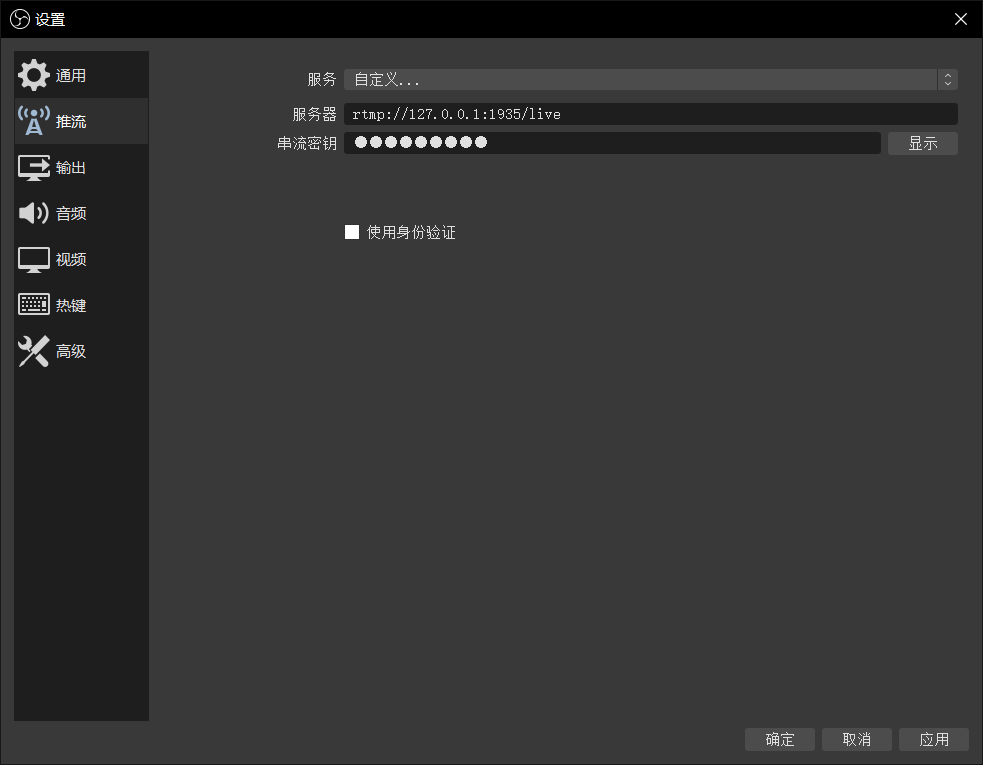 设置
通用
推流
输出
音频
视频
热键
高级
服务 自定义...
服务器 rtmp://127.0.0.1:1935/live
串流密钥 ●●●●●●●●● 显示
使用身份验证
确定 取消 应用